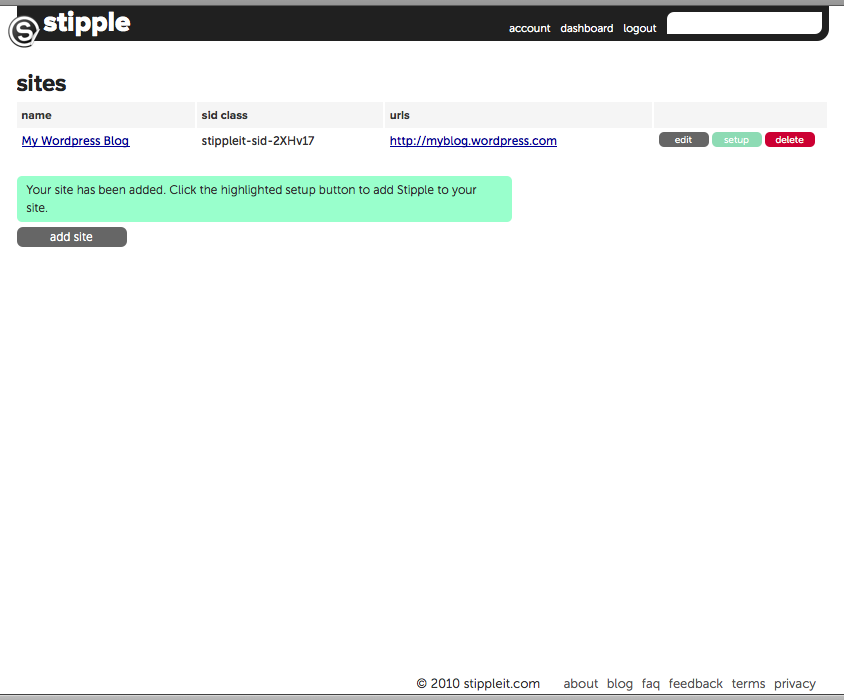 stipple
account dashboard logout
sites
name sid class urls
My Wordpress Blog stippleit-sid-2XHv17 http://myblog.wordpress.com edit setup delete
Your site has been added. Click the highlighted setup button to add Stipple to your
site.
add site
© 2010 stippleit.com about blog faq feedback terms privacy